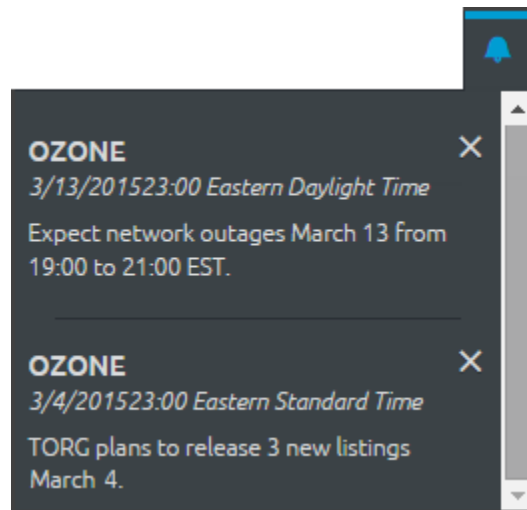 OZONE
3/13/201523:00 Eastern Daylight Time
Expect network outages March 13 from
19:00 to 21:00 EST.
OZONE
3/4/201523:00 Eastern Standard Time
TORG plans to release 3 new listings
March 4.